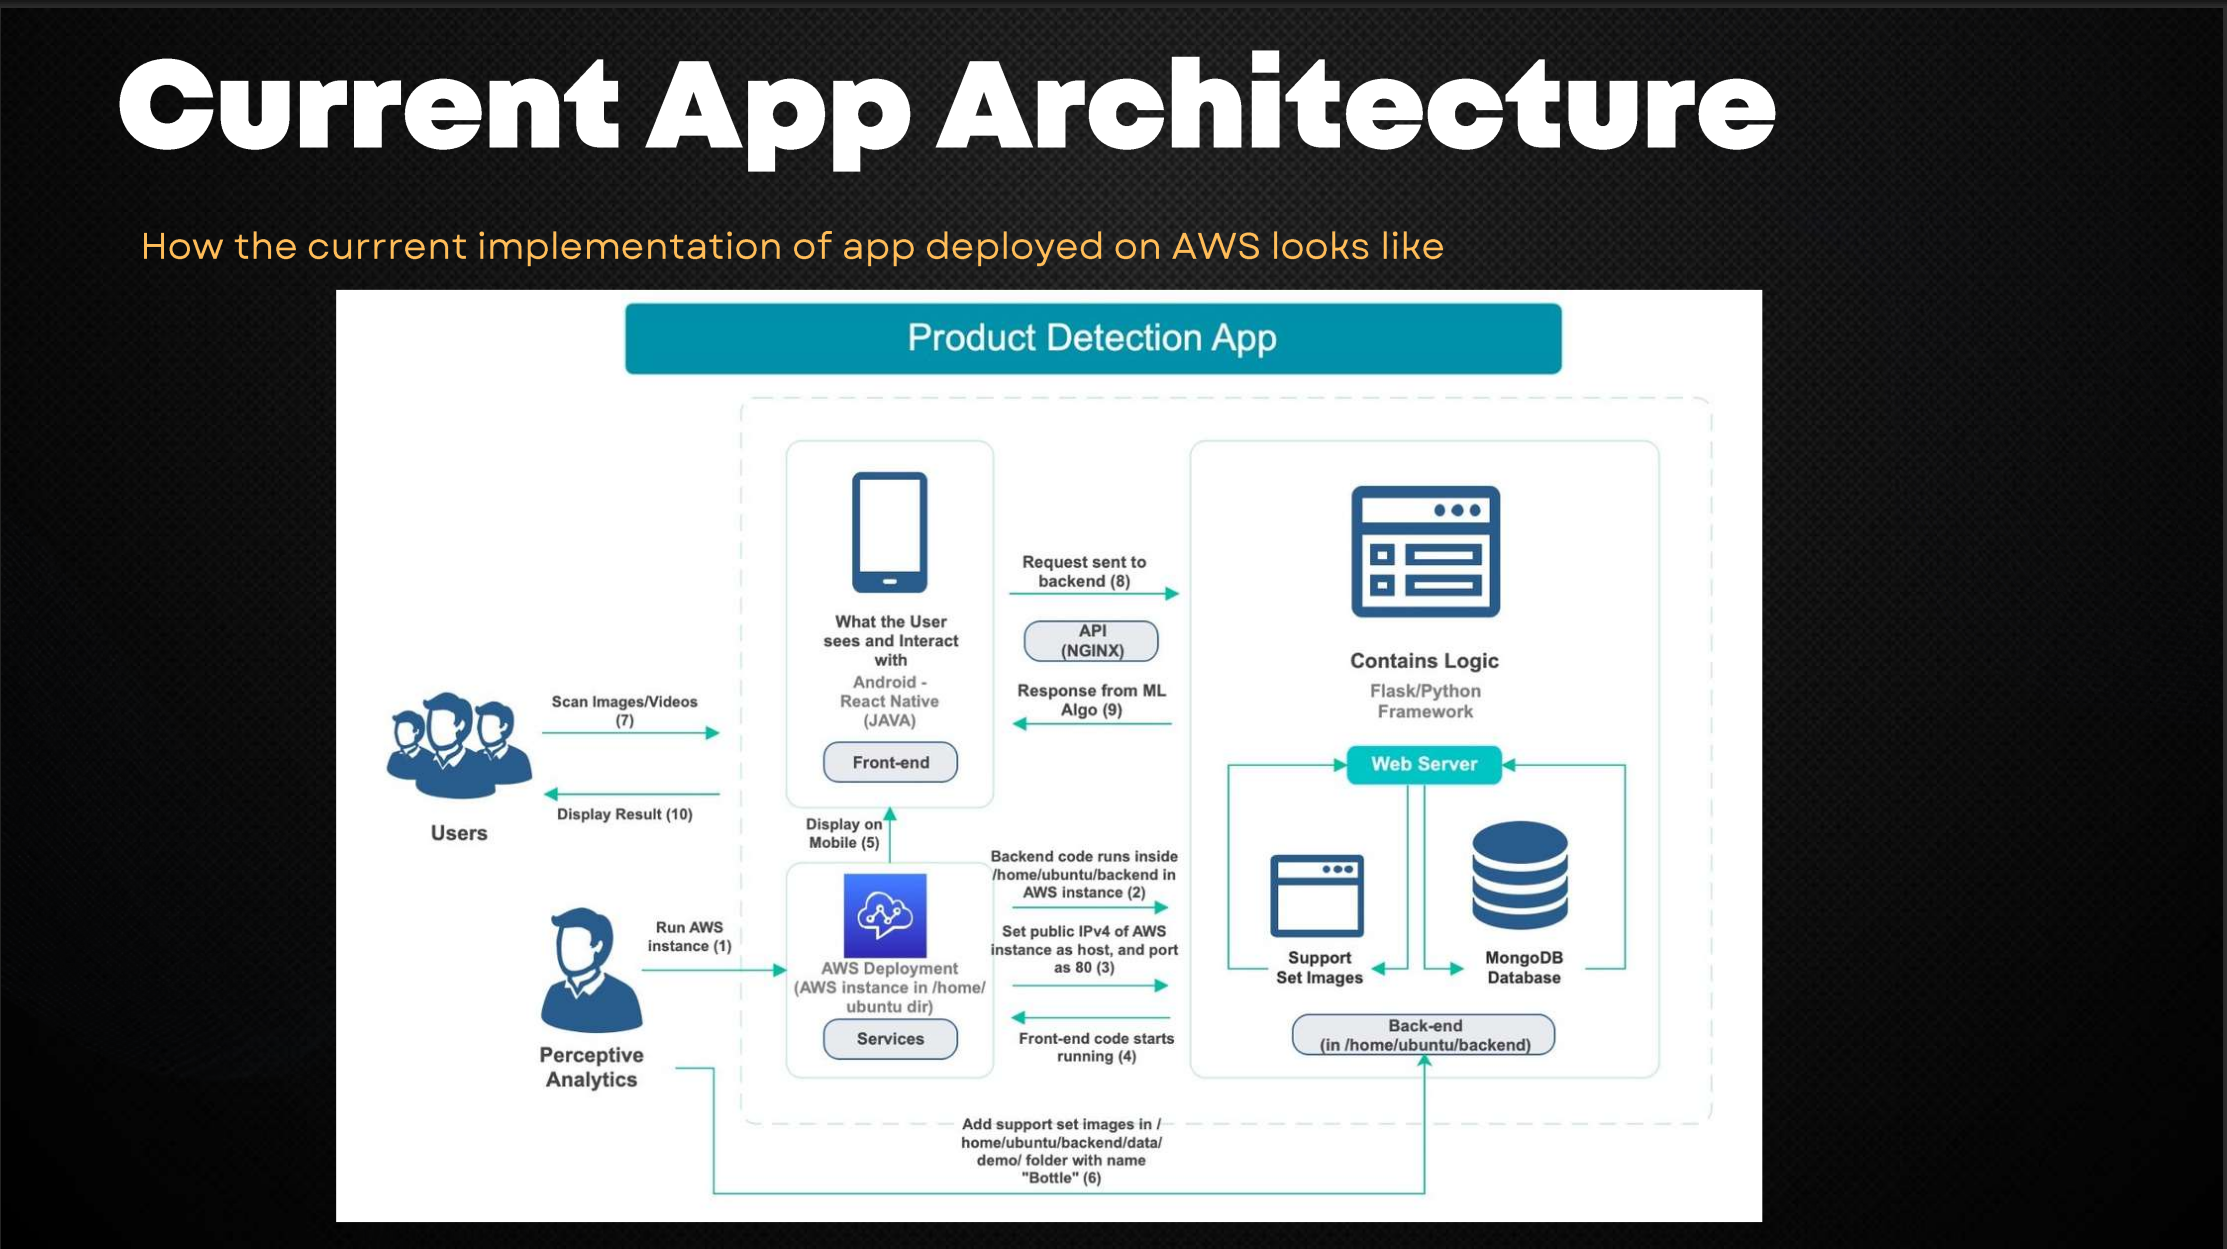 Current App Architecture
How the currrent implementation of app deployed on AWS looks like
Product Detection App
What the User
sees and Interact
with
Android -
React Native
(JAVA)
Front-end
Request sent to
backend (8)
API
(NGINX)
Response from ML
Algo (9)
Contains Logic
Flask/Python
Framework
Web Server
Support
Set Images
MongoDB
Database
Back-end
(in /home/ubuntu/backend)
Scan Images/Videos
(7)
Display Result (10)
Users
Display on
Mobile (5)
Backend code runs inside
/home/ubuntu/backend in
AWS instance (2)
Set public IPv4 of AWS
instance as host, and port
as 80 (3)
Front-end code starts
running (4)
Run AWS
instance (1)
AWS Deployment
(AWS instance in /home/
ubuntu dir)
Services
Perceptive
Analytics
Add support set images in /
home/ubuntu/backend/data/
demo/ folder with name
"Bottle" (6)